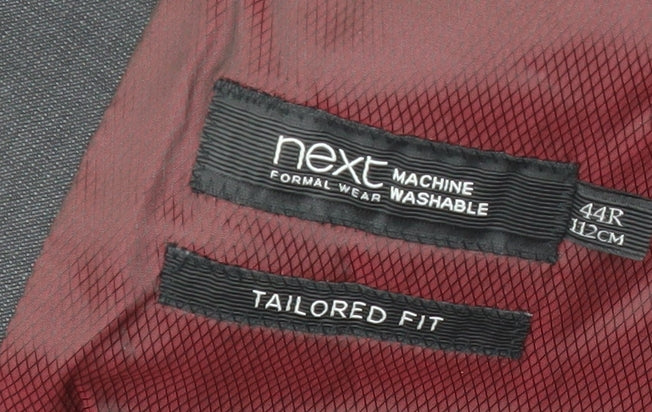 next
FORMAL WEAR
MACHINE
WASHABLE
44R
112CM
TAILORED FIT